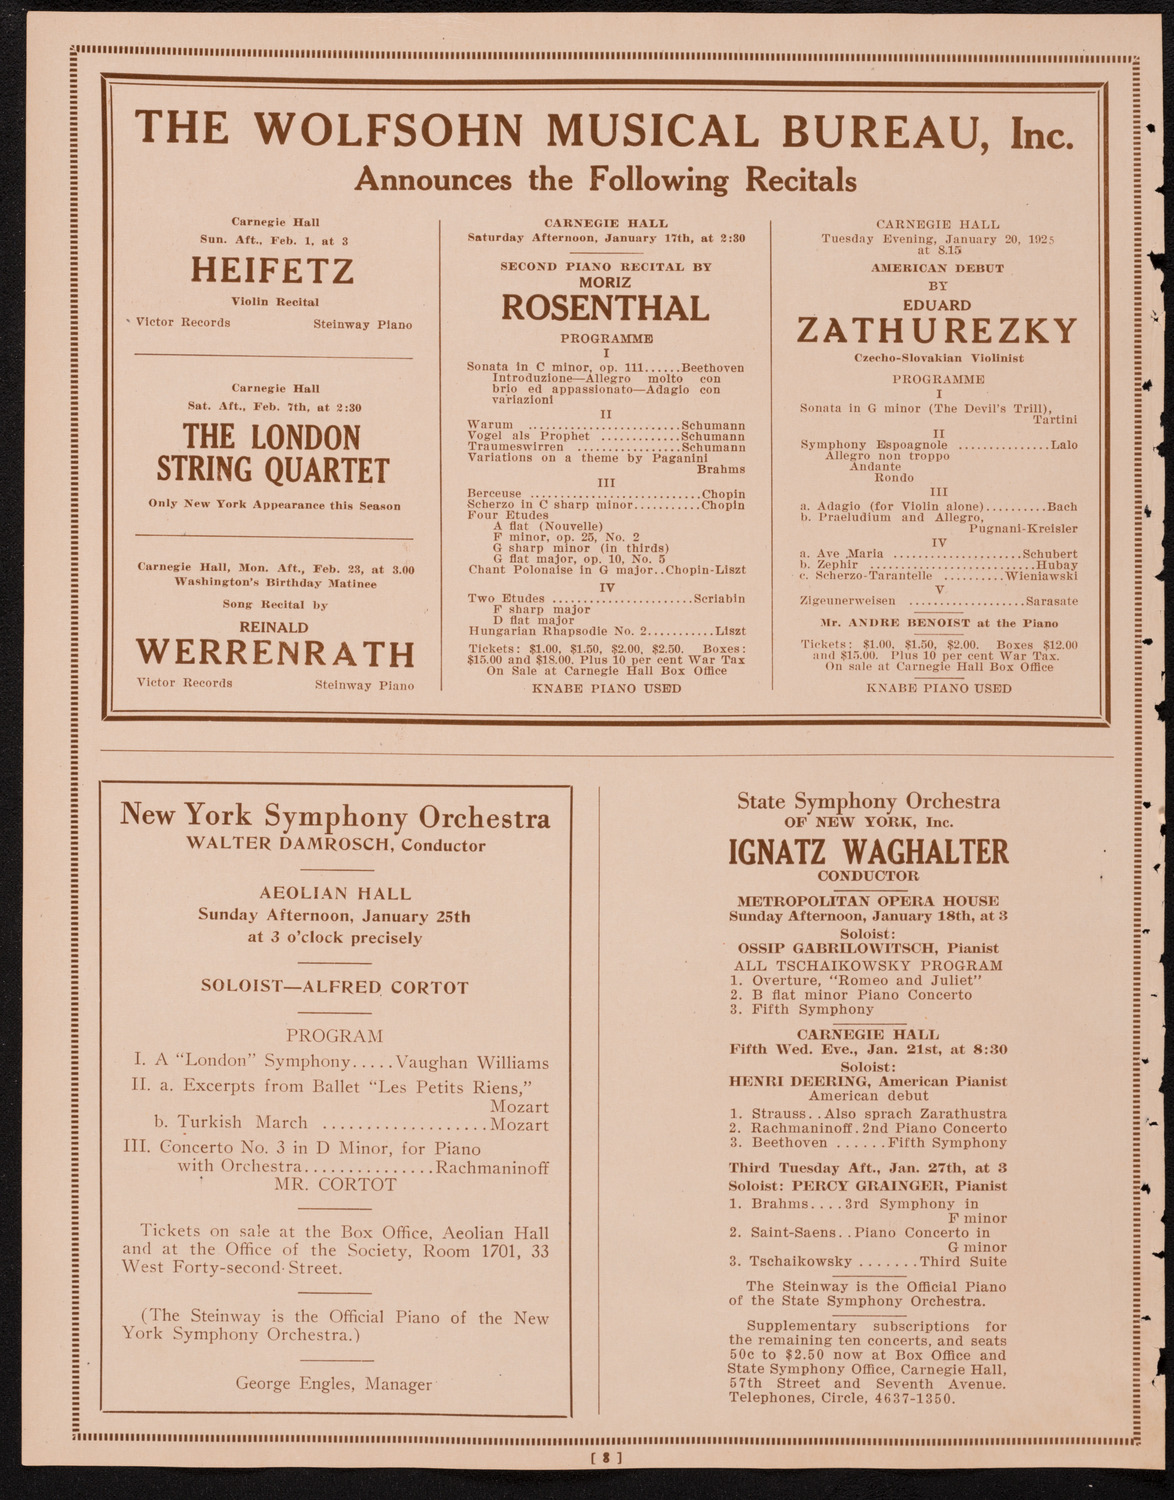 THE WOLFSOHN MUSICAL BUREAU, Inc.
Announces the Following Recitals
Carnegie Hall
Sun. Aft., Feb. 1, at 3
HEIFETZ
Violin Recital
Victor Records Steinway Piano
Carnegie Hall
Sat. Aft., Feb. 7th, at 2:30
THE LONDON
STRING QUARTET
Only New York Appearance this Season
Carnegie Hall, Mon. Aft., Feb. 23, at 3.00
Washington's Birthday Matinee
Song Recital by
REINALD
WERRENRATH
Victor Records Steinway Piano
CARNEGIE HALL
Saturday Afternoon, January 17th, at 2:30
SECOND PIANO RECITAL BY
MORIZ
ROSENTHAL
PROGRAMME
I
Sonata in C minor, op. 111......Beethoven
Introduzione—Allegro molto con
brio ed appassionato—Adagio con
variazioni
II
Warum ........................Schumann
Vogel als Prophet ............Schumann
Traumeswirren ................Schumann
Variations on a theme by Paganini
Brahms
III
Berceuse ...........................Chopin
Scherzo in C sharp minor...........Chopin
Four Etudes
A flat (Nouvelle)
F minor, op. 25, No. 2
G sharp minor (in thirds)
G flat major, op. 10, No. 5
Chant Polonaise in G major..Chopin-Liszt
IV
Two Etudes ......................Scriabin
F sharp major
D flat major
Hungarian Rhapsodie No. 2...........Liszt
Tickets: $1.00, $1.50, $2.00, $2.50. Boxes:
$15.00 and $18.00. Plus 10 per cent War Tax
On Sale at Carnegie Hall Box Office
KNABE PIANO USED
CARNEGIE HALL
Tuesday Evening, January 20, 1925
at 8.15
AMERICAN DEBUT
BY
EDUARD
ZATHUREZKY
Czecho-Slovakian Violinist
PROGRAMME
I
Sonata in G minor (The Devil's Trill),
Tartini
II
Symphony Espoagnole ..............Lalo
Allegro non troppo
Andante
Rondo
III
a. Adagio (for Violin alone)..........Bach
b. Praeludium and Allegro,
Pugnani-Kreisler
IV
a. Ave Maria .....................Schubert
b. Zephir ...........................Hubay
c. Scherzo-Tarantelle ..........Wieniawski
V
Zigeunerweisen ...................Sarasate
Mr. ANDRE BENOIST at the Piano
Tickets: $1.00, $1.50, $2.00. Boxes $12.00
and $15.00. Plus 10 per cent War Tax.
On sale at Carnegie Hall Box Office
KNABE PIANO USED
New York Symphony Orchestra
WALTER DAMROSCH, Conductor
AEOLIAN HALL
Sunday Afternoon, January 25th
at 3 o'clock precisely
SOLOIST—ALFRED CORTOT
PROGRAM
I. A "London" Symphony.....Vaughan Williams
II. a. Excerpts from Ballet "Les Petits Riens,"
Mozart
b. Turkish March ..................Mozart
III. Concerto No. 3 in D Minor, for Piano
with Orchestra..............Rachmaninoff
MR. CORTOT
Tickets on sale at the Box Office, Aeolian Hall
and at the Office of the Society, Room 1701, 33
West Forty-second Street.
(The Steinway is the Official Piano of the New
York Symphony Orchestra.)
George Engles, Manager
State Symphony Orchestra
OF NEW YORK, Inc.
IGNATZ WAGHALTER
CONDUCTOR
METROPOLITAN OPERA HOUSE
Sunday Afternoon, January 18th, at 3
Soloist:
OSSIP GABRILOWITSCH, Pianist
ALL TSCHAIKOWSKY PROGRAM
1. Overture, "Romeo and Juliet"
2. B flat minor Piano Concerto
3. Fifth Symphony
CARNEGIE HALL
Fifth Wed. Eve., Jan. 21st, at 8:30
Soloist:
HENRI DEERING, American Pianist
American debut
1. Strauss..Also sprach Zarathustra
2. Rachmaninoff.2nd Piano Concerto
3. Beethoven ......Fifth Symphony
Third Tuesday Aft., Jan. 27th, at 3
Soloist: PERCY GRAINGER, Pianist
1. Brahms....3rd Symphony in
F minor
2. Saint-Saens..Piano Concerto in
G minor
3. Tschaikowsky .......Third Suite
The Steinway is the Official Piano
of the State Symphony Orchestra.
Supplementary subscriptions for
the remaining ten concerts, and seats
50c to $2.50 now at Box Office and
State Symphony Office, Carnegie Hall,
57th Street and Seventh Avenue.
Telephones, Circle, 4637-1350.
[ 8 ]